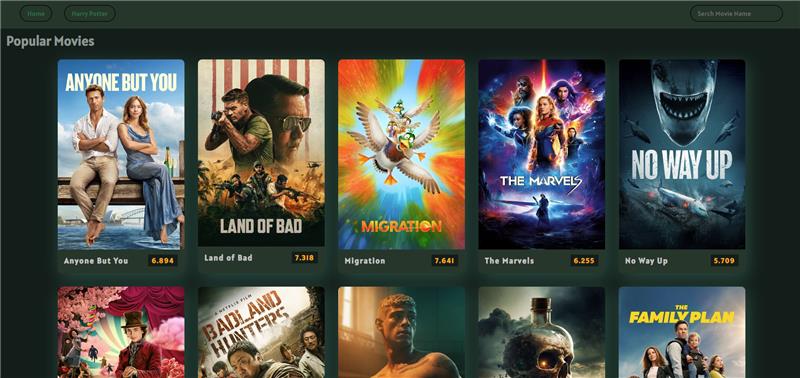 Home
Harry Potter
Serch Movie Name
Popular Movies
ANYONE BUT YOU
LAND OF BAD
MIGRATION
THE MARVELS
NO WAY UP
Anyone But You
6.894
Land of Bad
7.318
Migration
7.641
The Marvels
6.255
No Way Up
5.709
A NETFLIX FILM
BADLAND
HUNTERS
THE
FAMILY PLAN